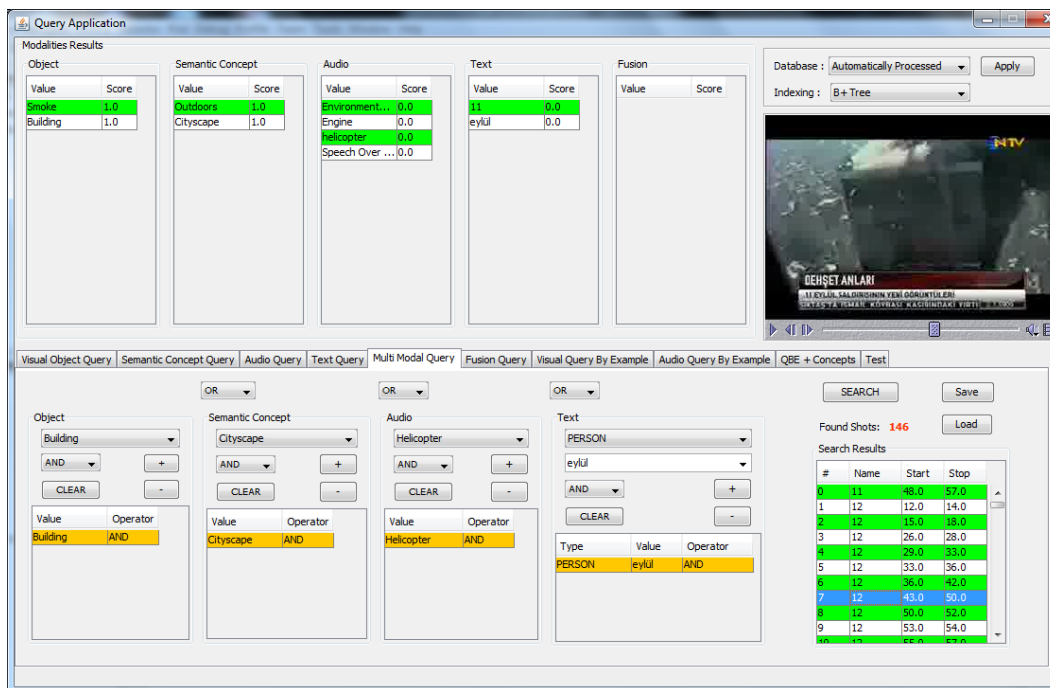 Query Application
Modalities Results
Object Semantic Concept Audio Text Fusion
Value Score Value Score Value Score Value Score Value Score
Smoke 1.0 Outdoors 1.0 Environment... 0.0 11 0.0
Building 1.0 Cityscape 1.0 Engine 0.0 eylül 0.0
helicopter 0.0
Speech Over ... 0.0
Database : Automatically Processed Apply
Indexing : B+Tree
NTV
DEHŞET ANLARI
11 EYLÜL SALDIRISININ YENİ GÖRÜNTÜLERİ
Visual Object Query Semantic Concept Query Audio Query Text Query Multi Modal Query Fusion Query Visual Query By Example Audio Query By Example QBE + Concepts Test
OR OR OR SEARCH Save
Object Semantic Concept Audio Text
Building Cityscape Helicopter PERSON
AND + AND + AND + eylül
CLEAR - CLEAR - CLEAR - AND +
CLEAR -
Value Operator Value Operator Value Operator Type Value Operator
Building AND Cityscape AND Helicopter AND PERSON eylül AND
Found Shots: 146 Load
Search Results
# Name Start Stop
0 11 48.0 57.0
1 12 12.0 14.0
2 12 15.0 18.0
3 12 26.0 28.0
4 12 29.0 33.0
5 12 33.0 36.0
6 12 36.0 42.0
7 12 43.0 50.0
8 12 50.0 52.0
9 12 53.0 54.0
10 12 55.0 57.0